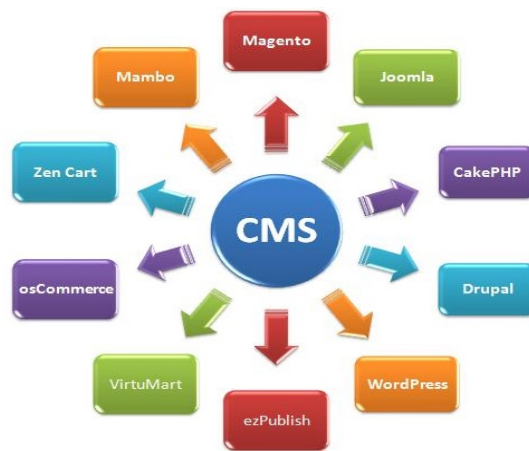 Magento
Mambo
Joomla
Zen Cart
CakePHP
CMS
osCommerce
Drupal
VirtuMart
WordPress
ezPublish